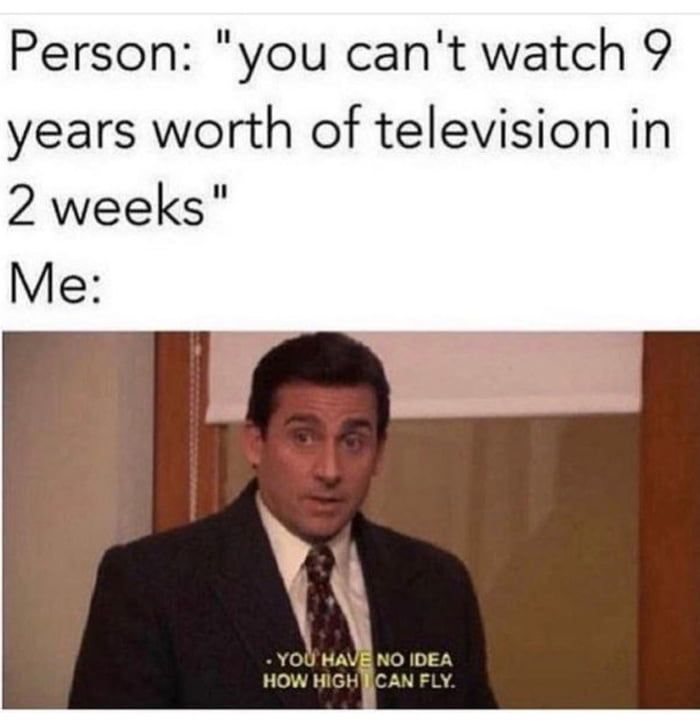 Person: "you can't watch 9
years worth of television in
2 weeks"
Me:
- YOU HAVE NO IDEA
HOW HIGH I CAN FLY.